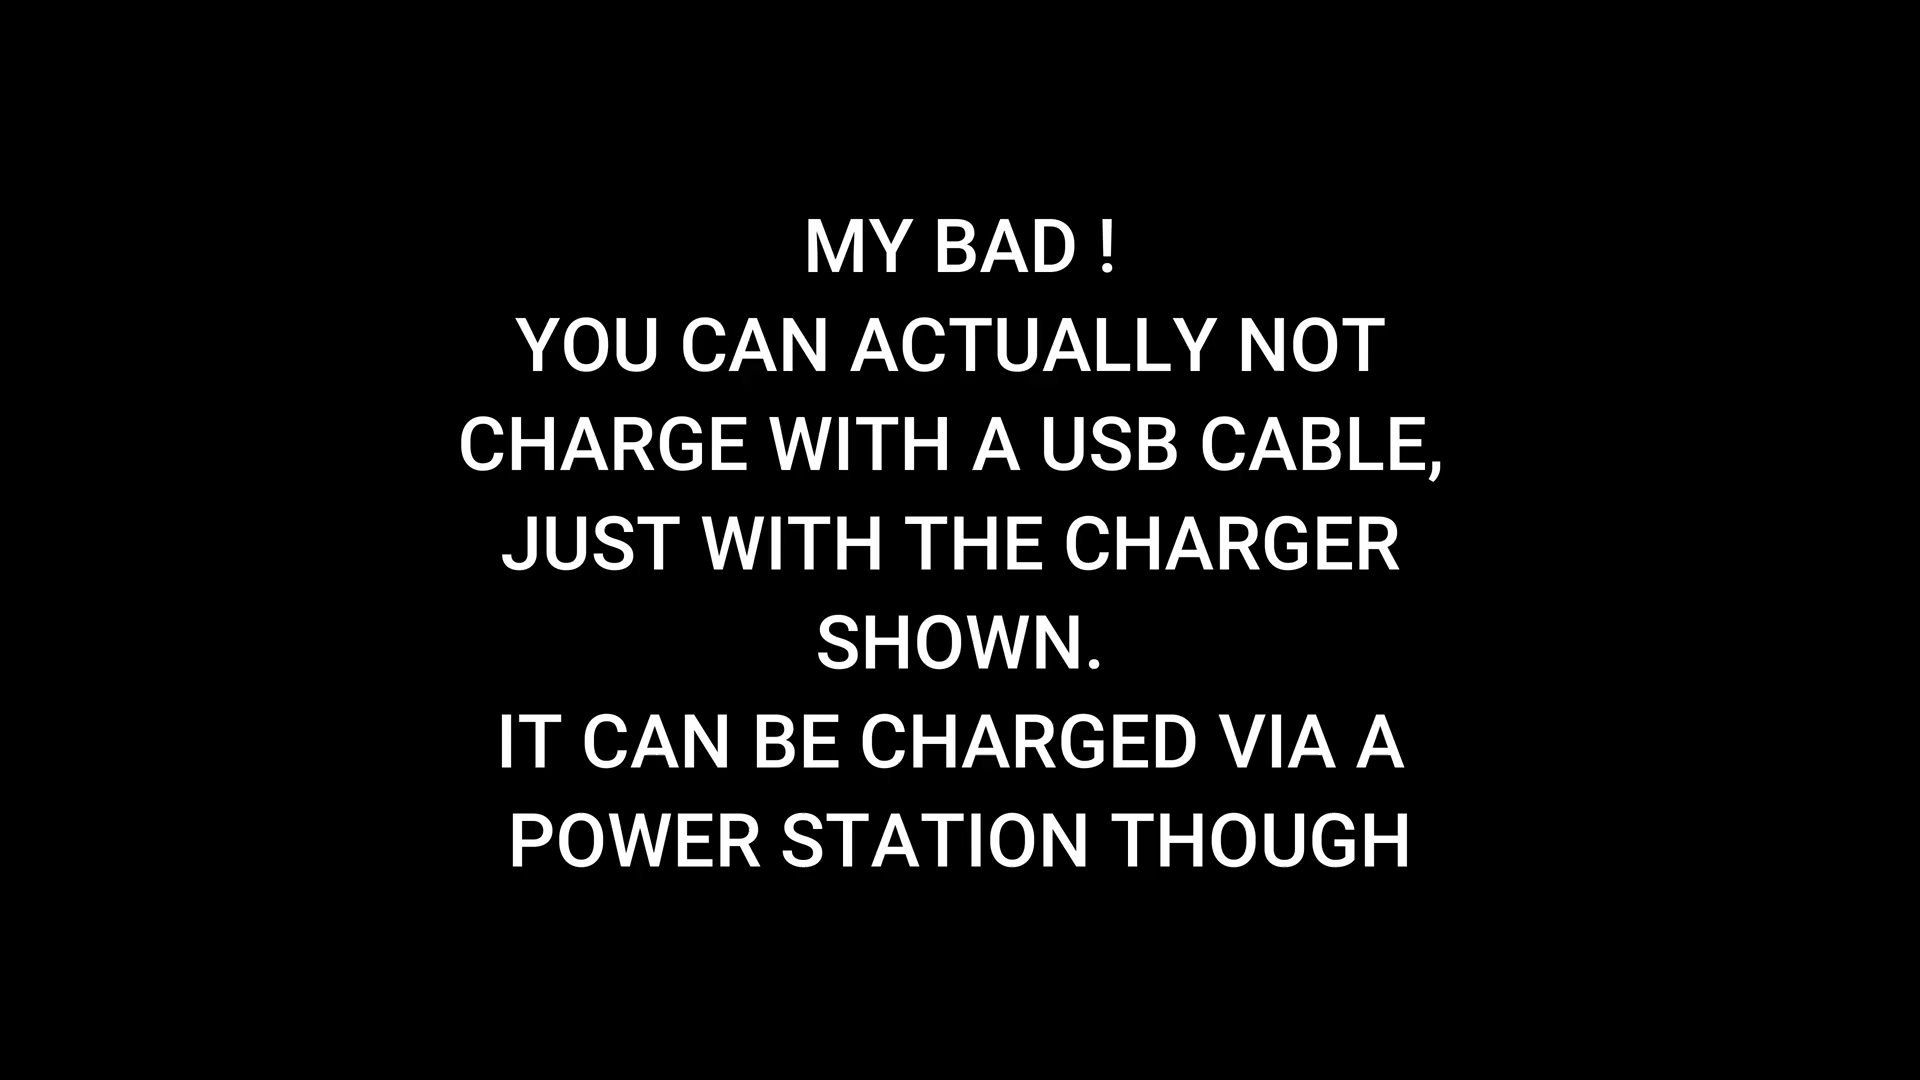 MY BAD !
YOU CAN ACTUALLY NOT
CHARGE WITH A USB CABLE,
JUST WITH THE CHARGER
SHOWN.
IT CAN BE CHARGED VIA A
POWER STATION THOUGH